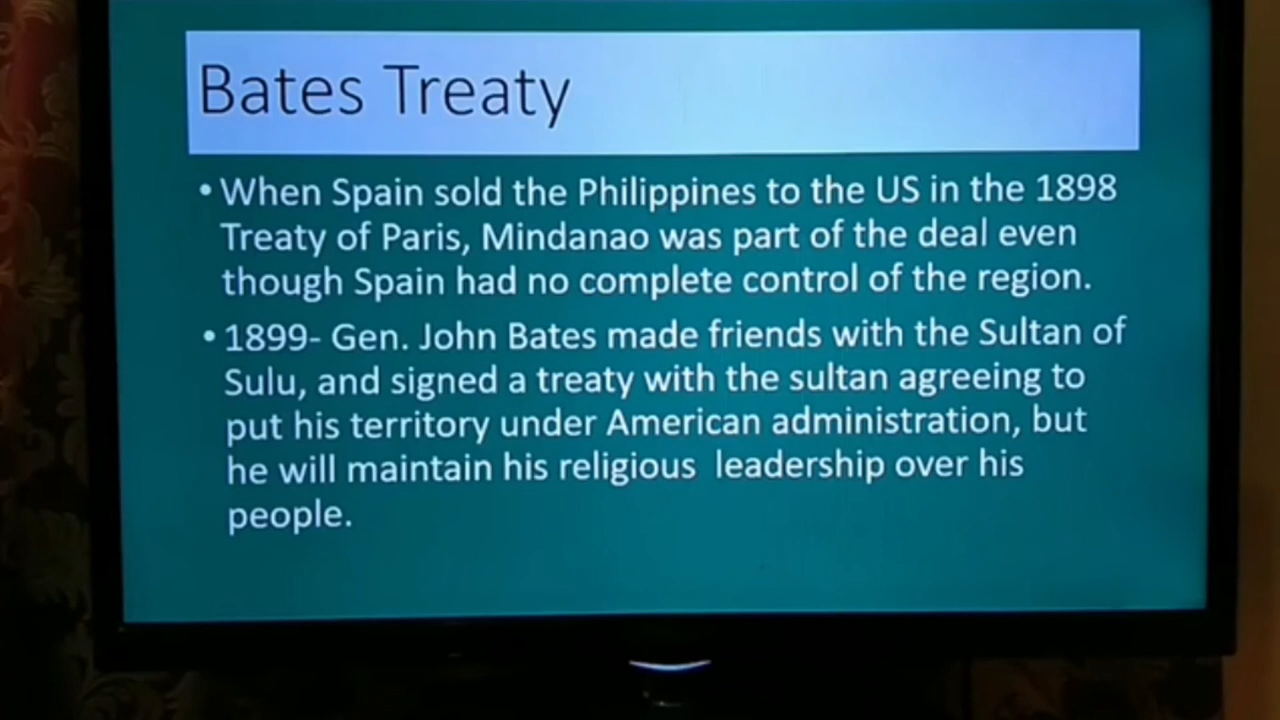 Bates Treaty
• When Spain sold the Philippines to the US in the 1898
Treaty of Paris, Mindanao was part of the deal even
though Spain had no complete control of the region.
• 1899- Gen. John Bates made friends with the Sultan of
Sulu, and signed a treaty with the sultan agreeing to
put his territory under American administration, but
he will maintain his religious  leadership over his
people.